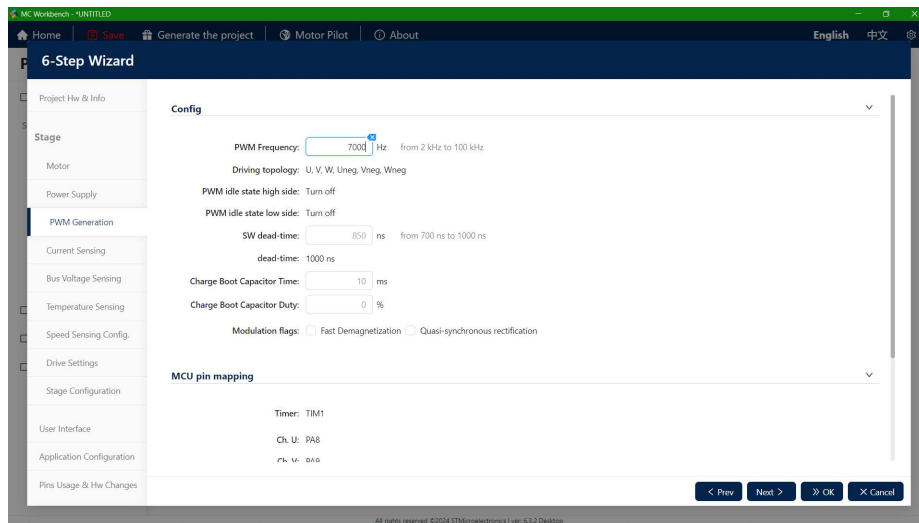 MC Workbench - *UNTITLED
Home Save Generate the project Motor Pilot About English 中文
6-Step Wizard
Project Hw & Info
Stage
Motor
Power Supply
PWM Generation
Current Sensing
Bus Voltage Sensing
Temperature Sensing
Speed Sensing Config.
Drive Settings
Stage Configuration
User Interface
Application Configuration
Pins Usage & Hw Changes
Config
PWM Frequency: 7000 Hz from 2 kHz to 100 kHz
Driving topology: U, V, W, Uneg, Vneg, Wneg
PWM idle state high side: Turn off
PWM idle state low side: Turn off
SW dead-time: 850 ns from 700 ns to 1000 ns
dead-time: 1000 ns
Charge Boot Capacitor Time: 10 ms
Charge Boot Capacitor Duty: 0 %
Modulation flags: Fast Demagnetization Quasi-synchronous rectification
MCU pin mapping
Timer: TIM1
Ch. U: PA8
Ch. V: PA9
< Prev Next > >> OK X Cancel
All rights reserved ©2024 STMicroelectronics | ver: 6.3.2 Desktop